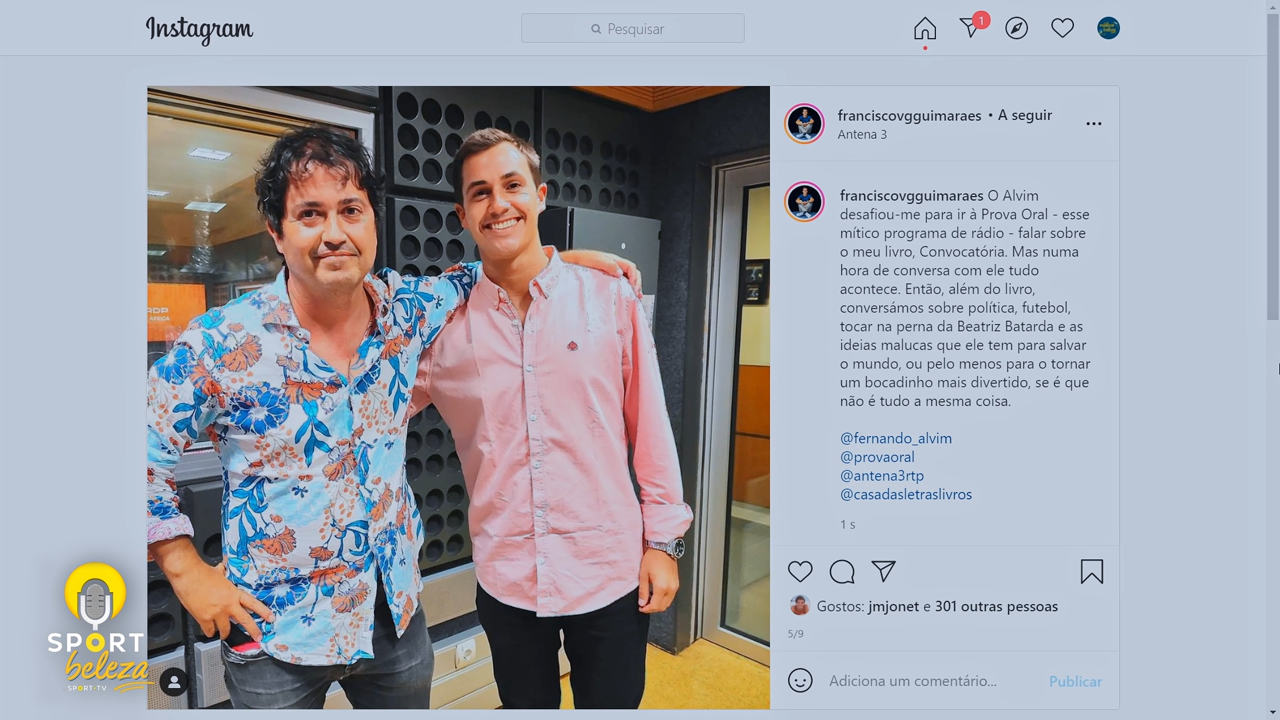 Instagram
Pesquisar
1
franciscovgguimaraes • A seguir
Antena 3
franciscovgguimaraes O Alvim
desafiou-me para ir à Prova Oral - esse
mítico programa de rádio - falar sobre
o meu livro, Convocatória. Mas numa
hora de conversa com ele tudo
acontece. Então, além do livro,
conversámos sobre política, futebol,
tocar na perna da Beatriz Batarda e as
ideias malucas que ele tem para salvar
o mundo, ou pelo menos para o tornar
um bocadinho mais divertido, se é que
não é tudo a mesma coisa.
@fernando_alvim
@provaoral
@antena3rtp
@casadasletraslivros
1 s
Gostos: jmjonet e 301 outras pessoas
5/9
Adiciona um comentário...
Publicar
RDP
ÁFRICA
SPORT
beleza
SPORT•TV